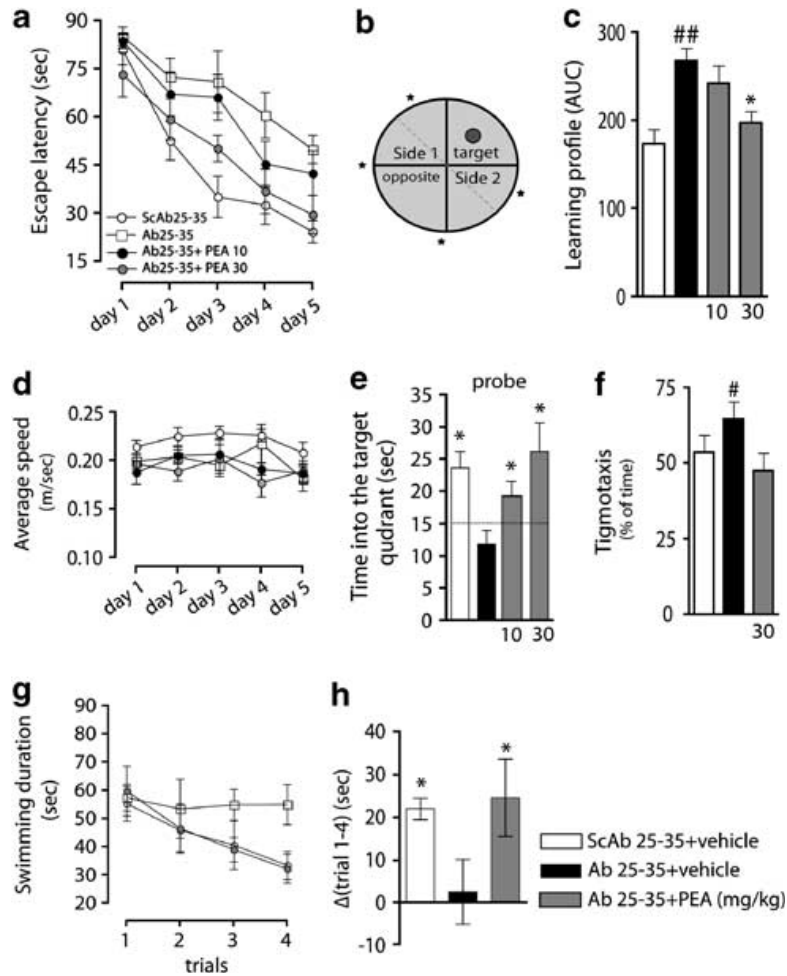 a
Escape latency (sec)
90
75
60
45
30
15
ScAb25-35
Ab25-35
Ab25-35+ PEA 10
Ab25-35+ PEA 30
day 1
day 2
day 3
day 4
day 5
b
Side 1
target
opposite
Side 2
c
Learning profile (AUC)
300
200
100
0
##
*
10
30
d
Average speed
(m/sec)
0.25
0.20
0.15
0.10
day 1
day 2
day 3
day 4
day 5
e
probe
Time into the target
qudrant (sec)
35
30
25
20
15
10
5
0
*
*
*
10
30
f
Tigmotaxis
(% of time)
75
50
25
0
#
30
g
Swimming duration
(sec)
90
80
70
60
50
40
30
20
1 2 3 4
trials
h
Δ(trial 1-4) (sec)
40
30
20
10
0
-10
*
*
ScAb 25-35+vehicle
Ab 25-35+vehicle
Ab 25-35+PEA (mg/kg)